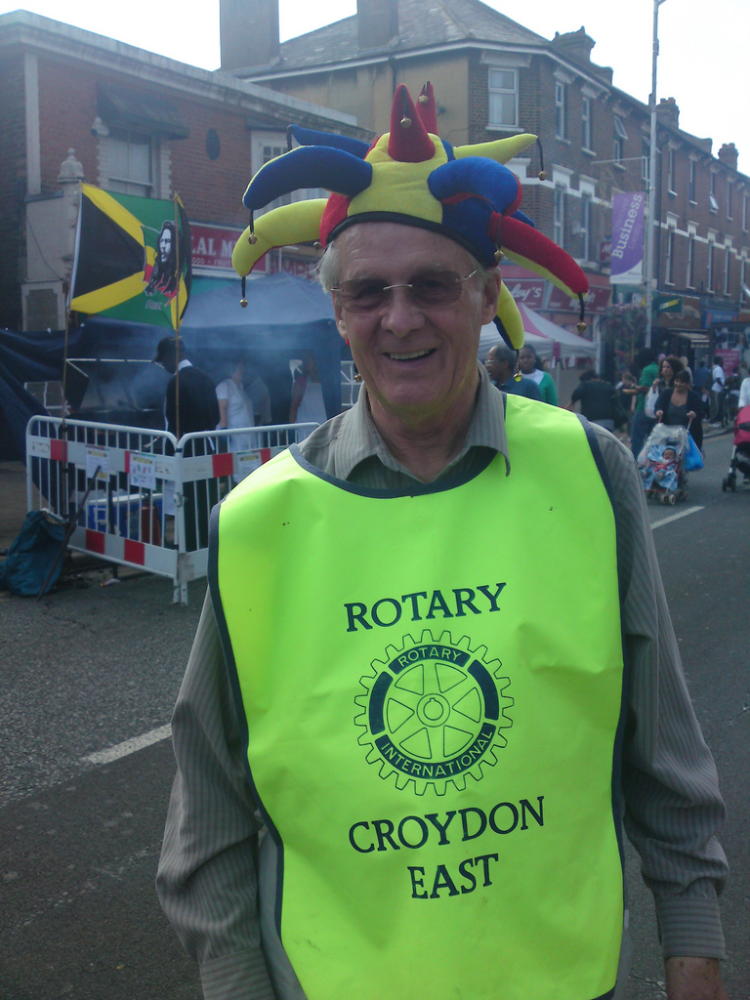 Business
ROTARY
ROTARY
INTERNATIONAL
CROYDON
EAST